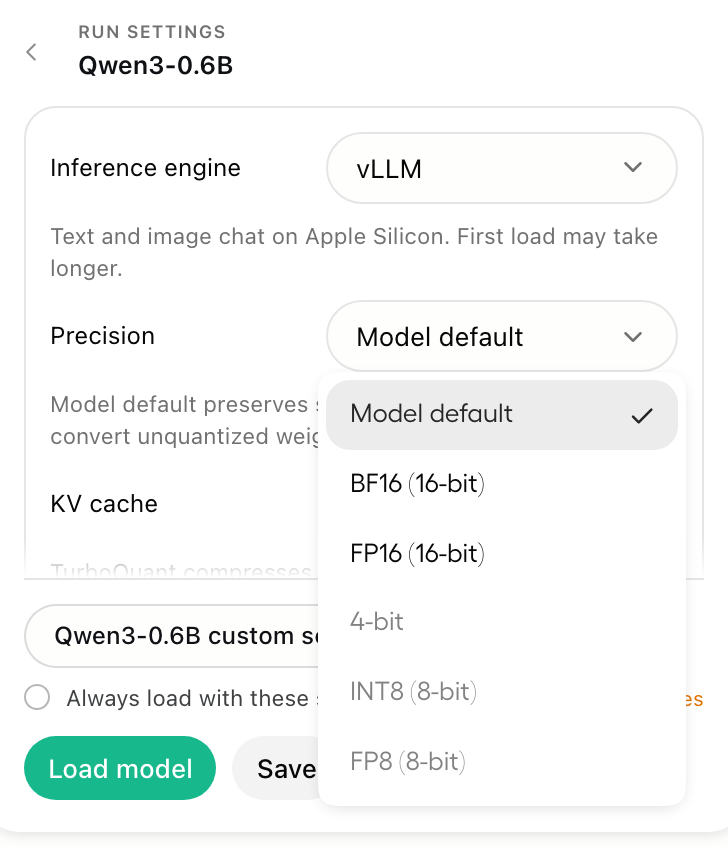 RUN SETTINGS
Qwen3-0.6B
Inference engine
vLLM
Text and image chat on Apple Silicon. First load may take
longer.
Precision
Model default
Model default preserves
convert unquantized
Model default
BF16 (16-bit)
FP16 (16-bit)
4-bit
INT8 (8-bit)
FP8 (8-bit)
KV cache
TurboQuant compresses
Qwen3-0.6B custom
Always load with these
Load model
Save